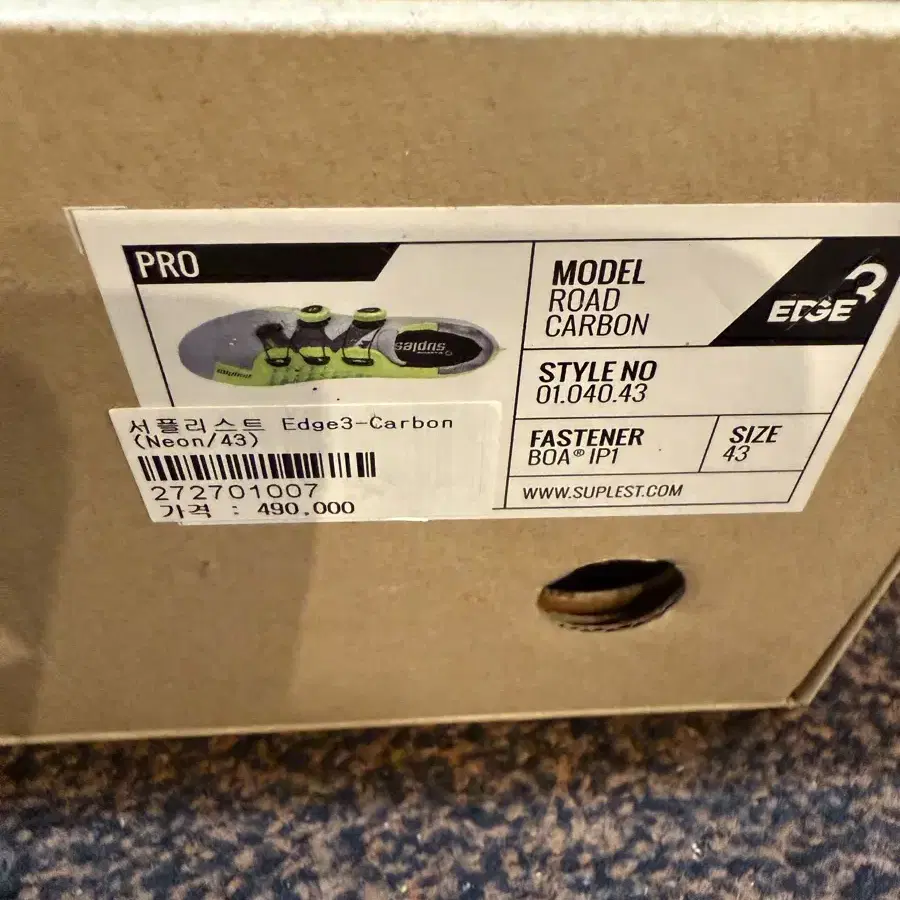 PRO
suples
suplest
MODEL
ROAD
CARBON
EDGE3
STYLE NO
01.040.43
FASTENER
BOA® IP1
SIZE
43
WWW.SUPLEST.COM
서플리스트 Edge3-Carbon
(Neon/43)
272701007
가격 : 490,000